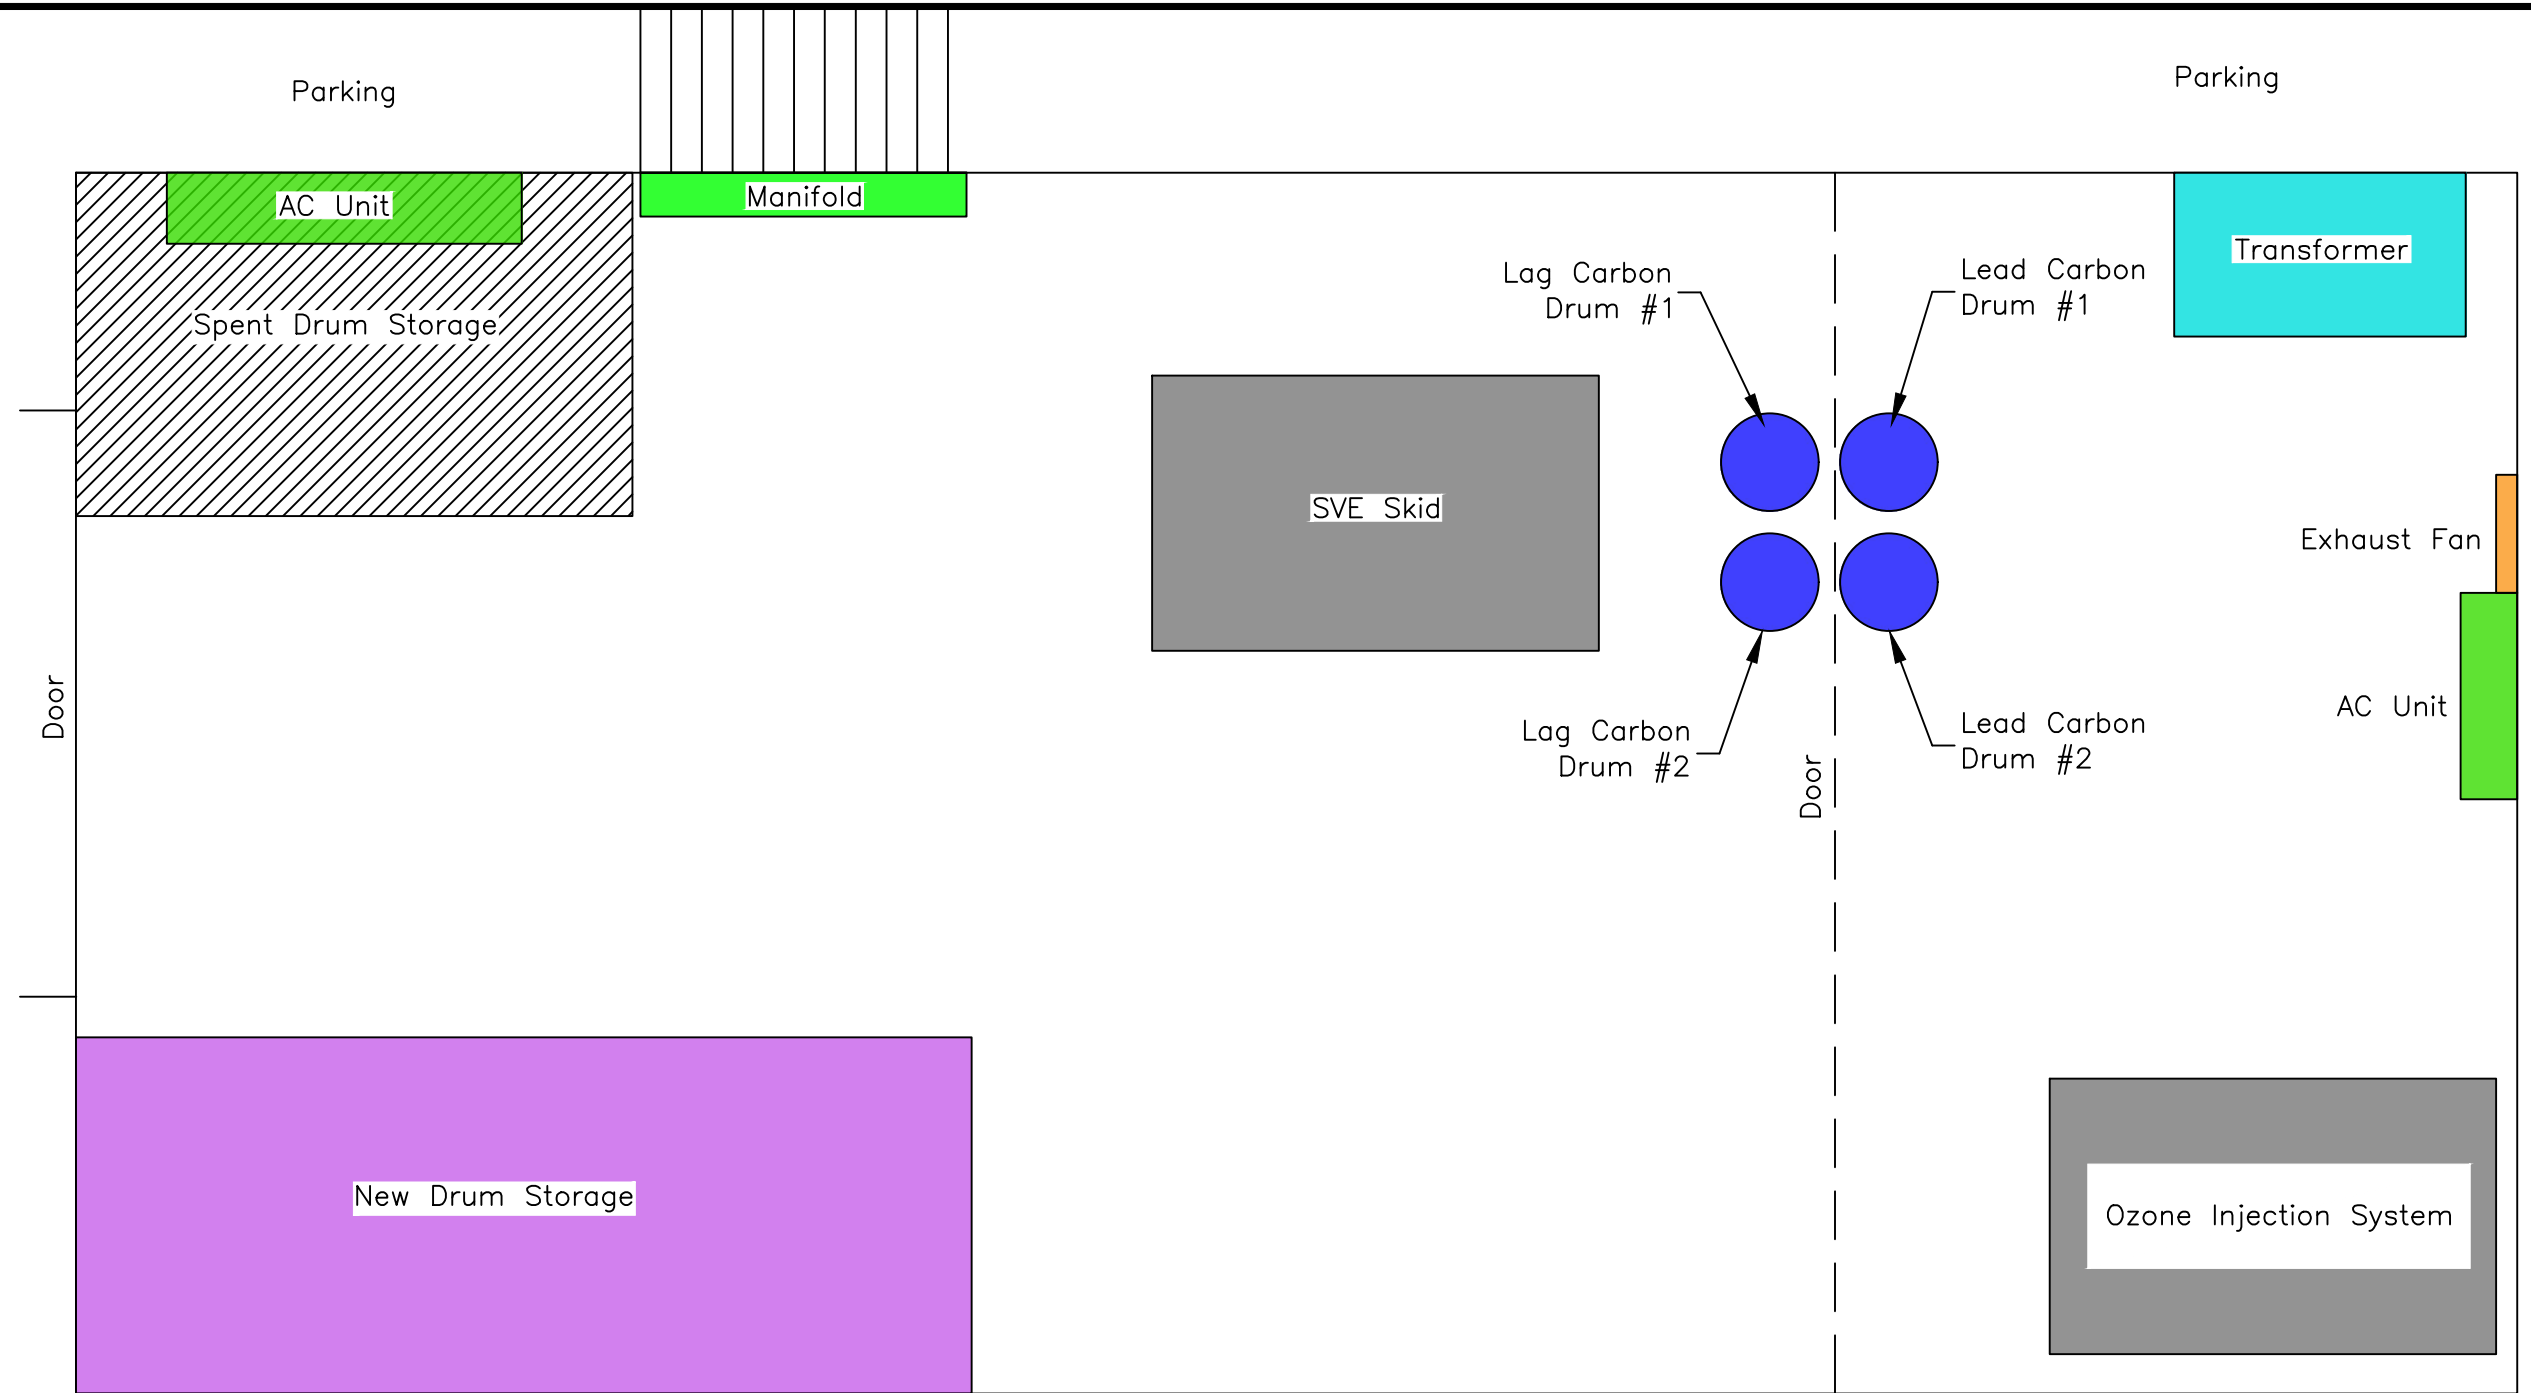 Parking
Parking
AC Unit
Manifold
Transformer
Spent Drum Storage
Lag Carbon
Drum #1
Lead Carbon
Drum #1
SVE Skid
Exhaust Fan
AC Unit
Door
Lag Carbon
Drum #2
Lead Carbon
Drum #2
Door
New Drum Storage
Ozone Injection System